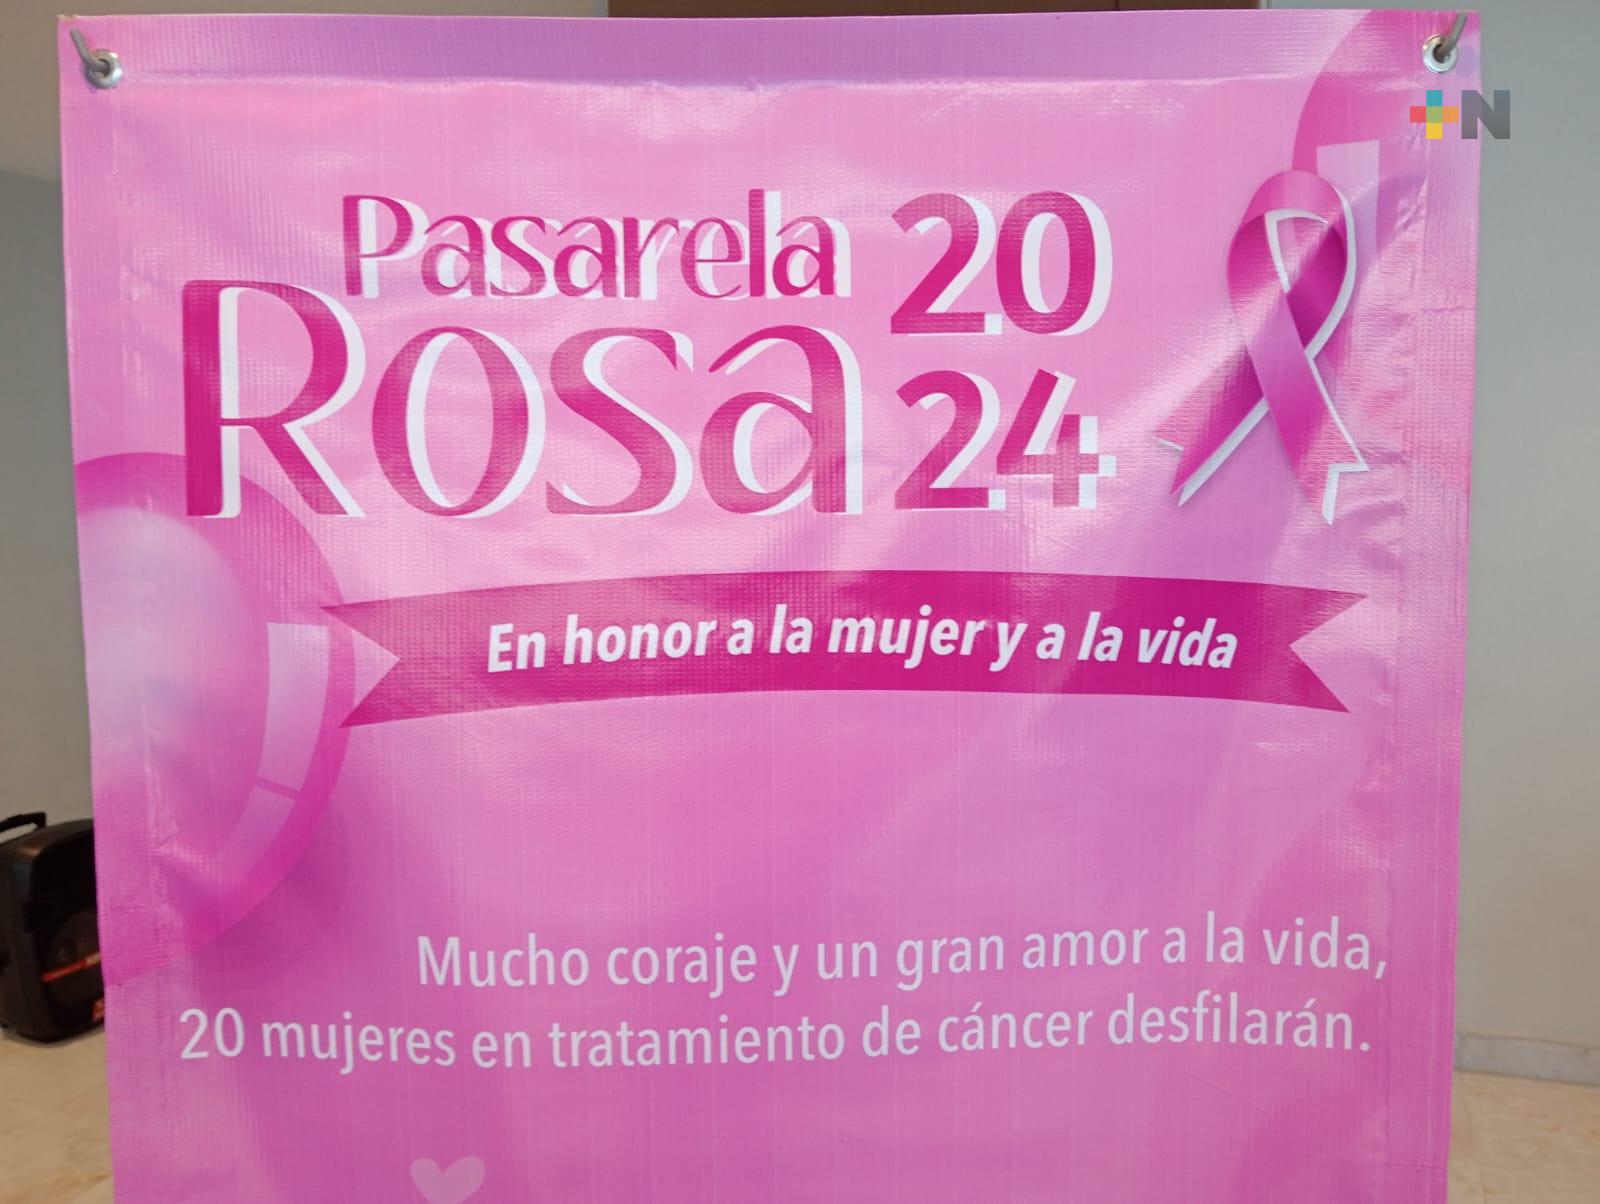 +N
Pasarela 20
Rosa 24
En honor a la mujer y a la vida
Mucho coraje y un gran amor a la vida,
20 mujeres en tratamiento de cáncer desfilarán.